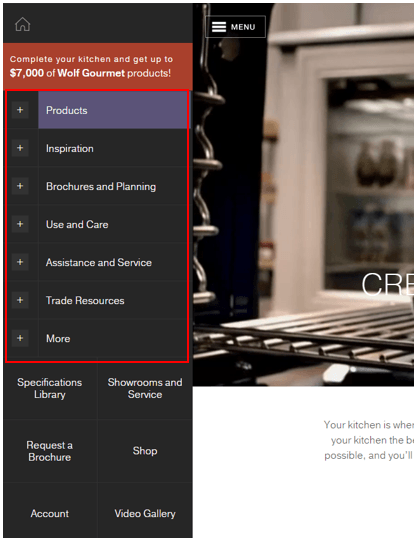 MENU
Complete your kitchen and get up to
$7,000 of Wolf Gourmet products!
+ Products
+ Inspiration
+ Brochures and Planning
+ Use and Care
+ Assistance and Service
+ Trade Resources
+ More
CRE
Specifications
Library
Showrooms and
Service
Request a
Brochure
Shop
Account
Video Gallery
Your kitchen is wher
your kitchen the be
possible, and you'll